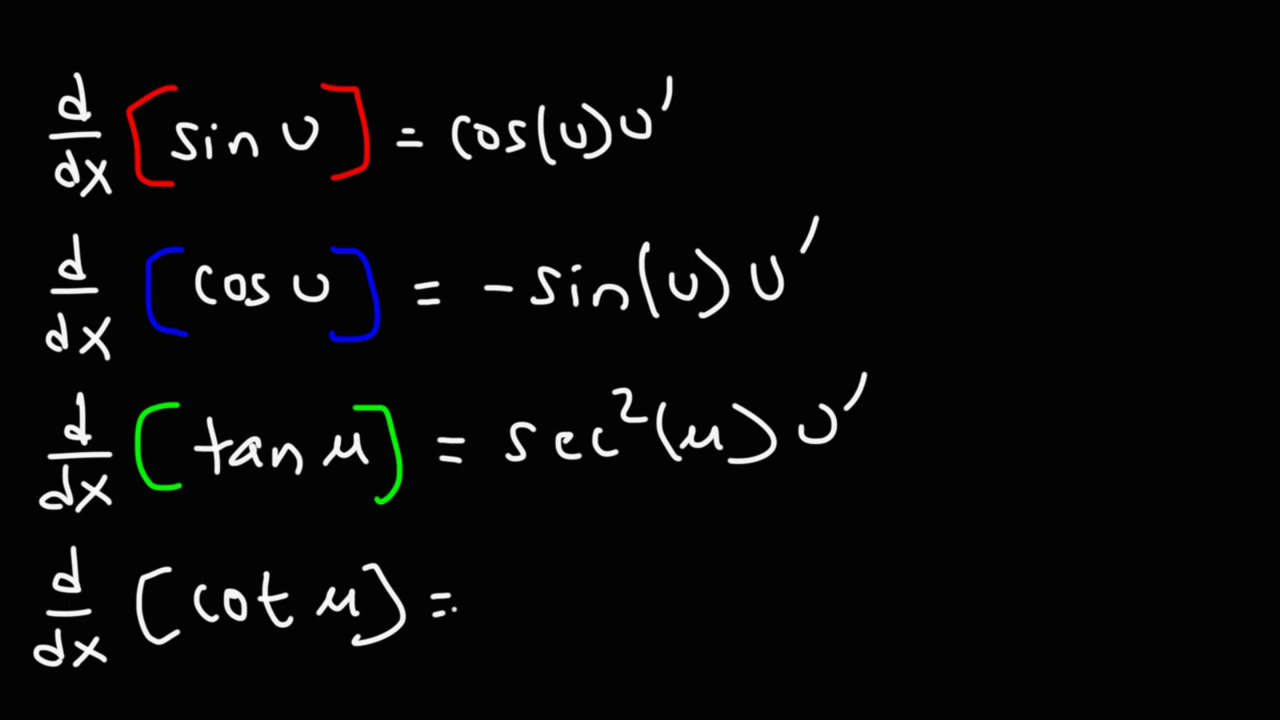 d/dx [sin u] = cos(u)u'
d/dx [cos u] = -sin(u)u'
d/dx [tan u] = sec²(u)u'
d/dx [cot u] =